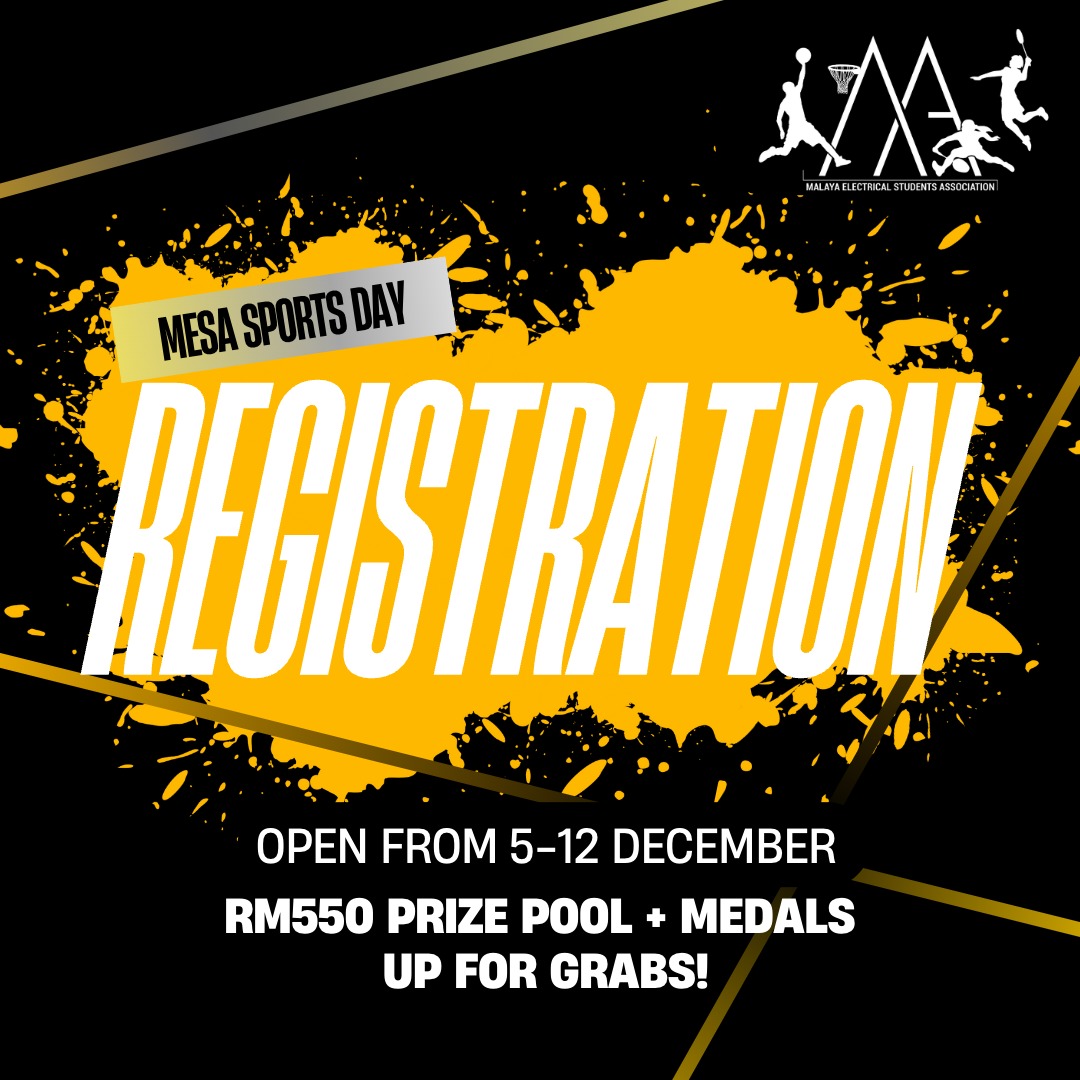 MALAYA ELECTRICAL STUDENTS ASSOCIATION
MESA SPORTS DAY
REGISTRATION
OPEN FROM 5-12 DECEMBER
RM550 PRIZE POOL + MEDALS
UP FOR GRABS!